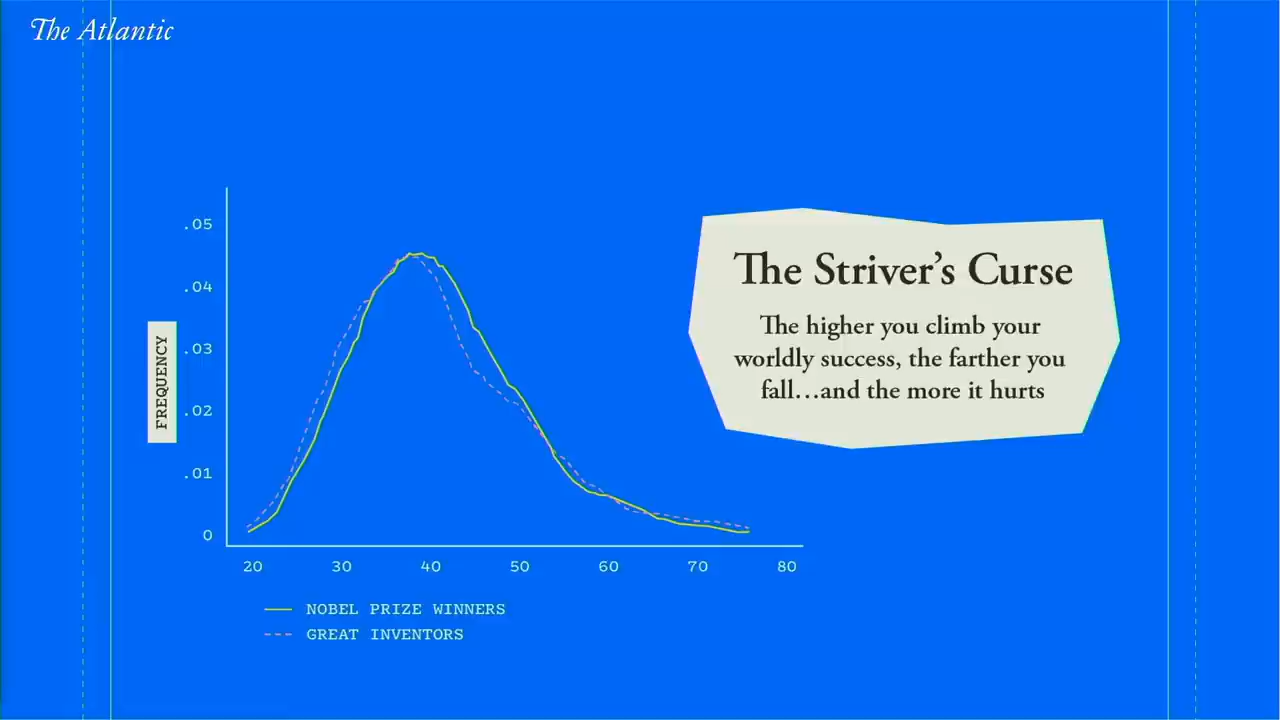 The Atlantic
The Striver's Curse
The higher you climb your
worldly success, the farther you
fall...and the more it hurts
FREQUENCY
.05
.04
.03
.02
.01
0
20 30 40 50 60 70 80
NOBEL PRIZE WINNERS
GREAT INVENTORS